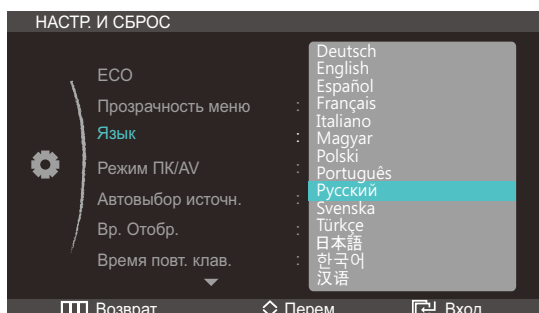 НАСТР. И СБРОС
ECO
Прозрачность меню :
Язык :
Режим ПК/AV :
Автовыбор источн. :
Вр. Отобр. :
Время повт. клав. :
Deutsch
English
Español
Français
Italiano
Magyar
Polski
Português
Русский
Svenska
Türkçe
日本語
한국어
汉语
Возврат Перем. Вход